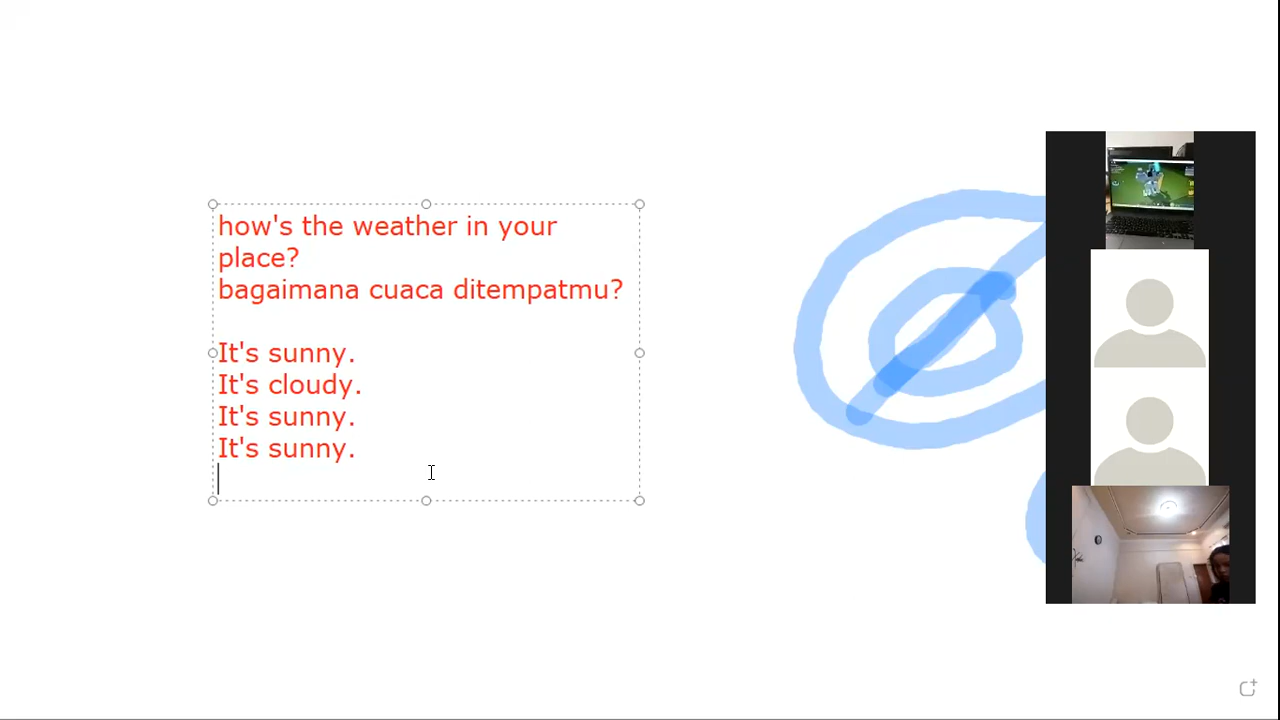 how's the weather in your
place?
bagaimana cuaca ditempatmu?
It's sunny.
It's cloudy.
It's sunny.
It's sunny.